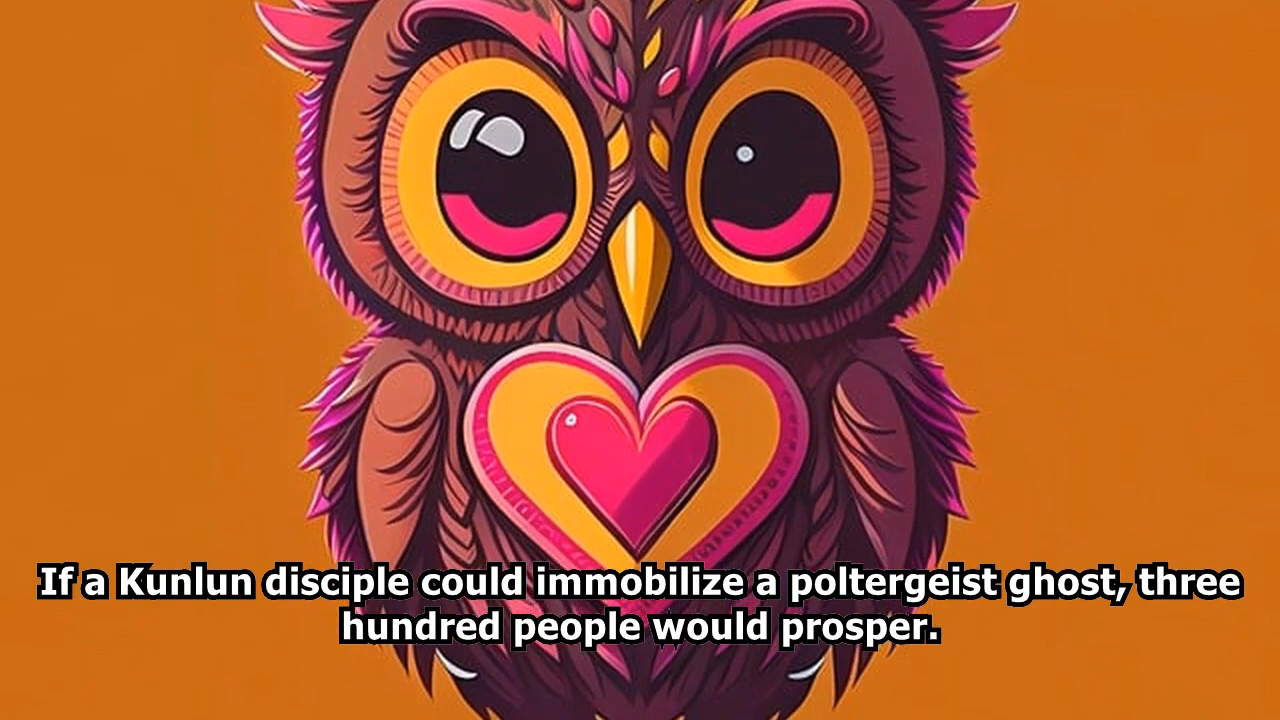 If a Kunlun disciple could immobilize a poltergeist ghost, three
hundred people would prosper.